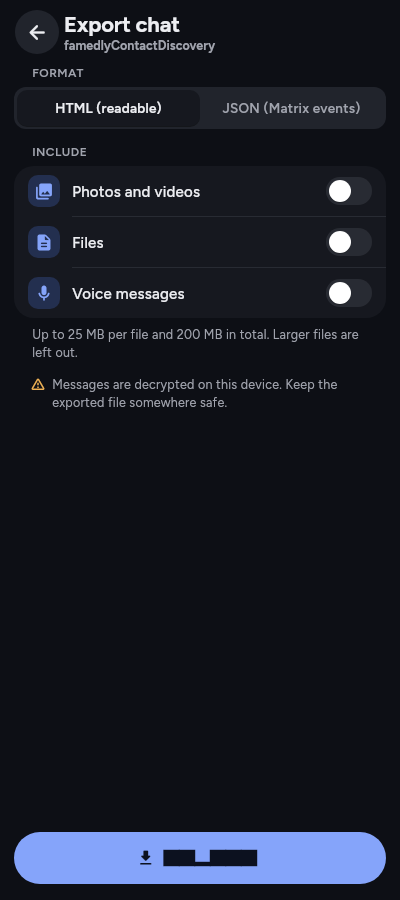 Export chat
famedlyContactDiscovery
FORMAT
HTML (readable)
JSON (Matrix events)
INCLUDE
Photos and videos
Files
Voice messages
Up to 25 MB per file and 200 MB in total. Larger files are
left out.
Messages are decrypted on this device. Keep the
exported file somewhere safe.